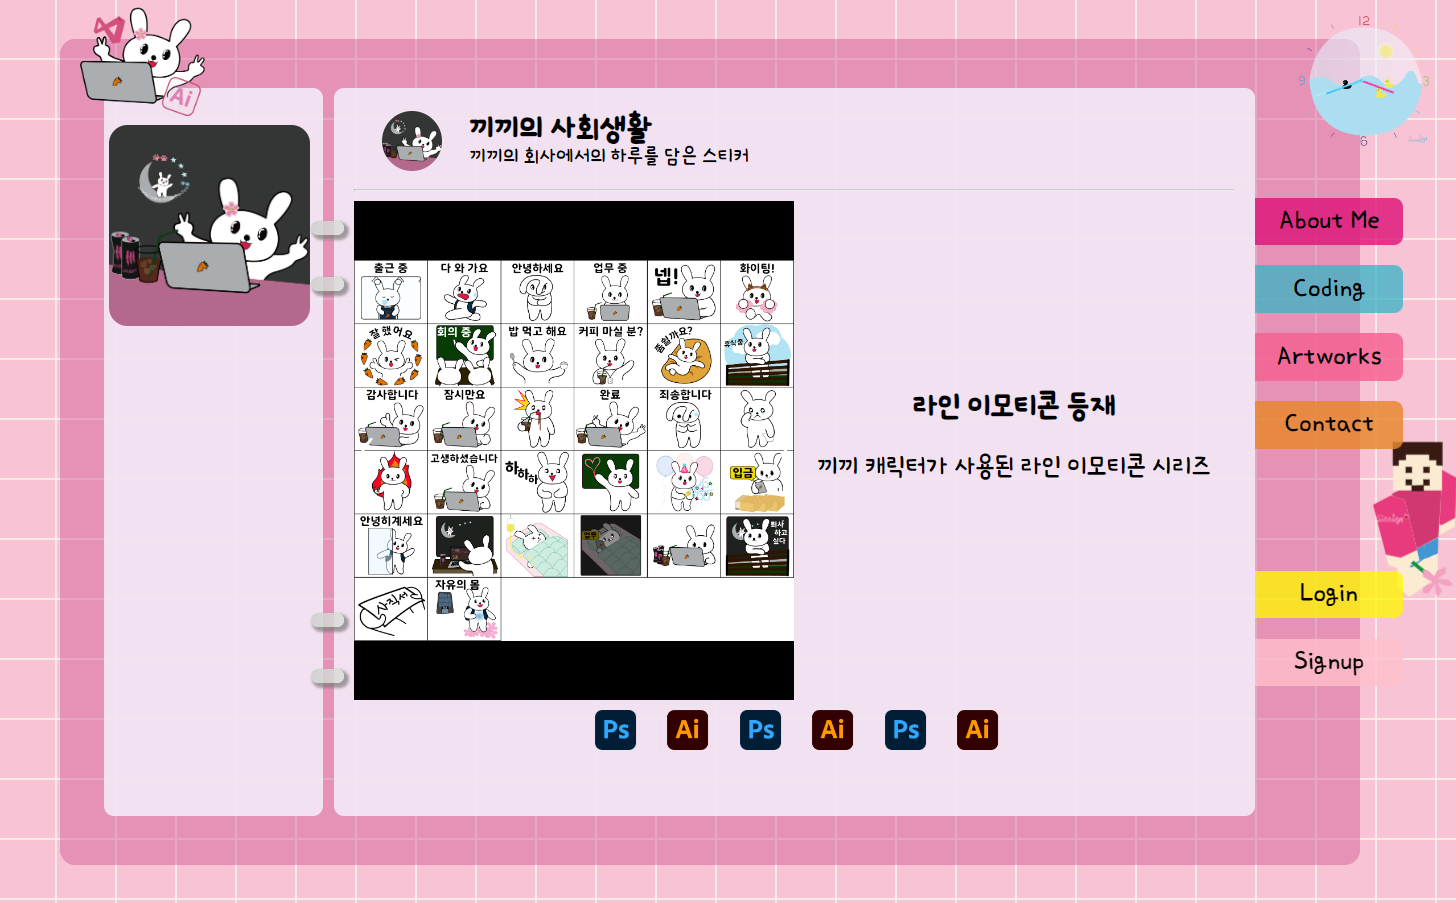 Ai
12
9
3
6
끼끼의 사회생활
끼끼의 회사에서의 하루를 담은 스티커
About Me
Coding
Artworks
Contact
Login
Signup
출근 중
다 와 가요
안녕하세요
업무 중
넵!
화이팅!
잘했어요
회의 중
밥 먹고 해요
커피 마실 분?
좀 쉴까요?
휴식중
감사합니다
잠시만요
완료
죄송합니다
고생하셨습니다
하하하
입금
안녕히계세요
퇴사
하고
싶다
사직서
자유의 몸
라인 이모티콘 등재
끼끼 캐릭터가 사용된 라인 이모티콘 시리즈
Ps Ai Ps Ai Ps Ai